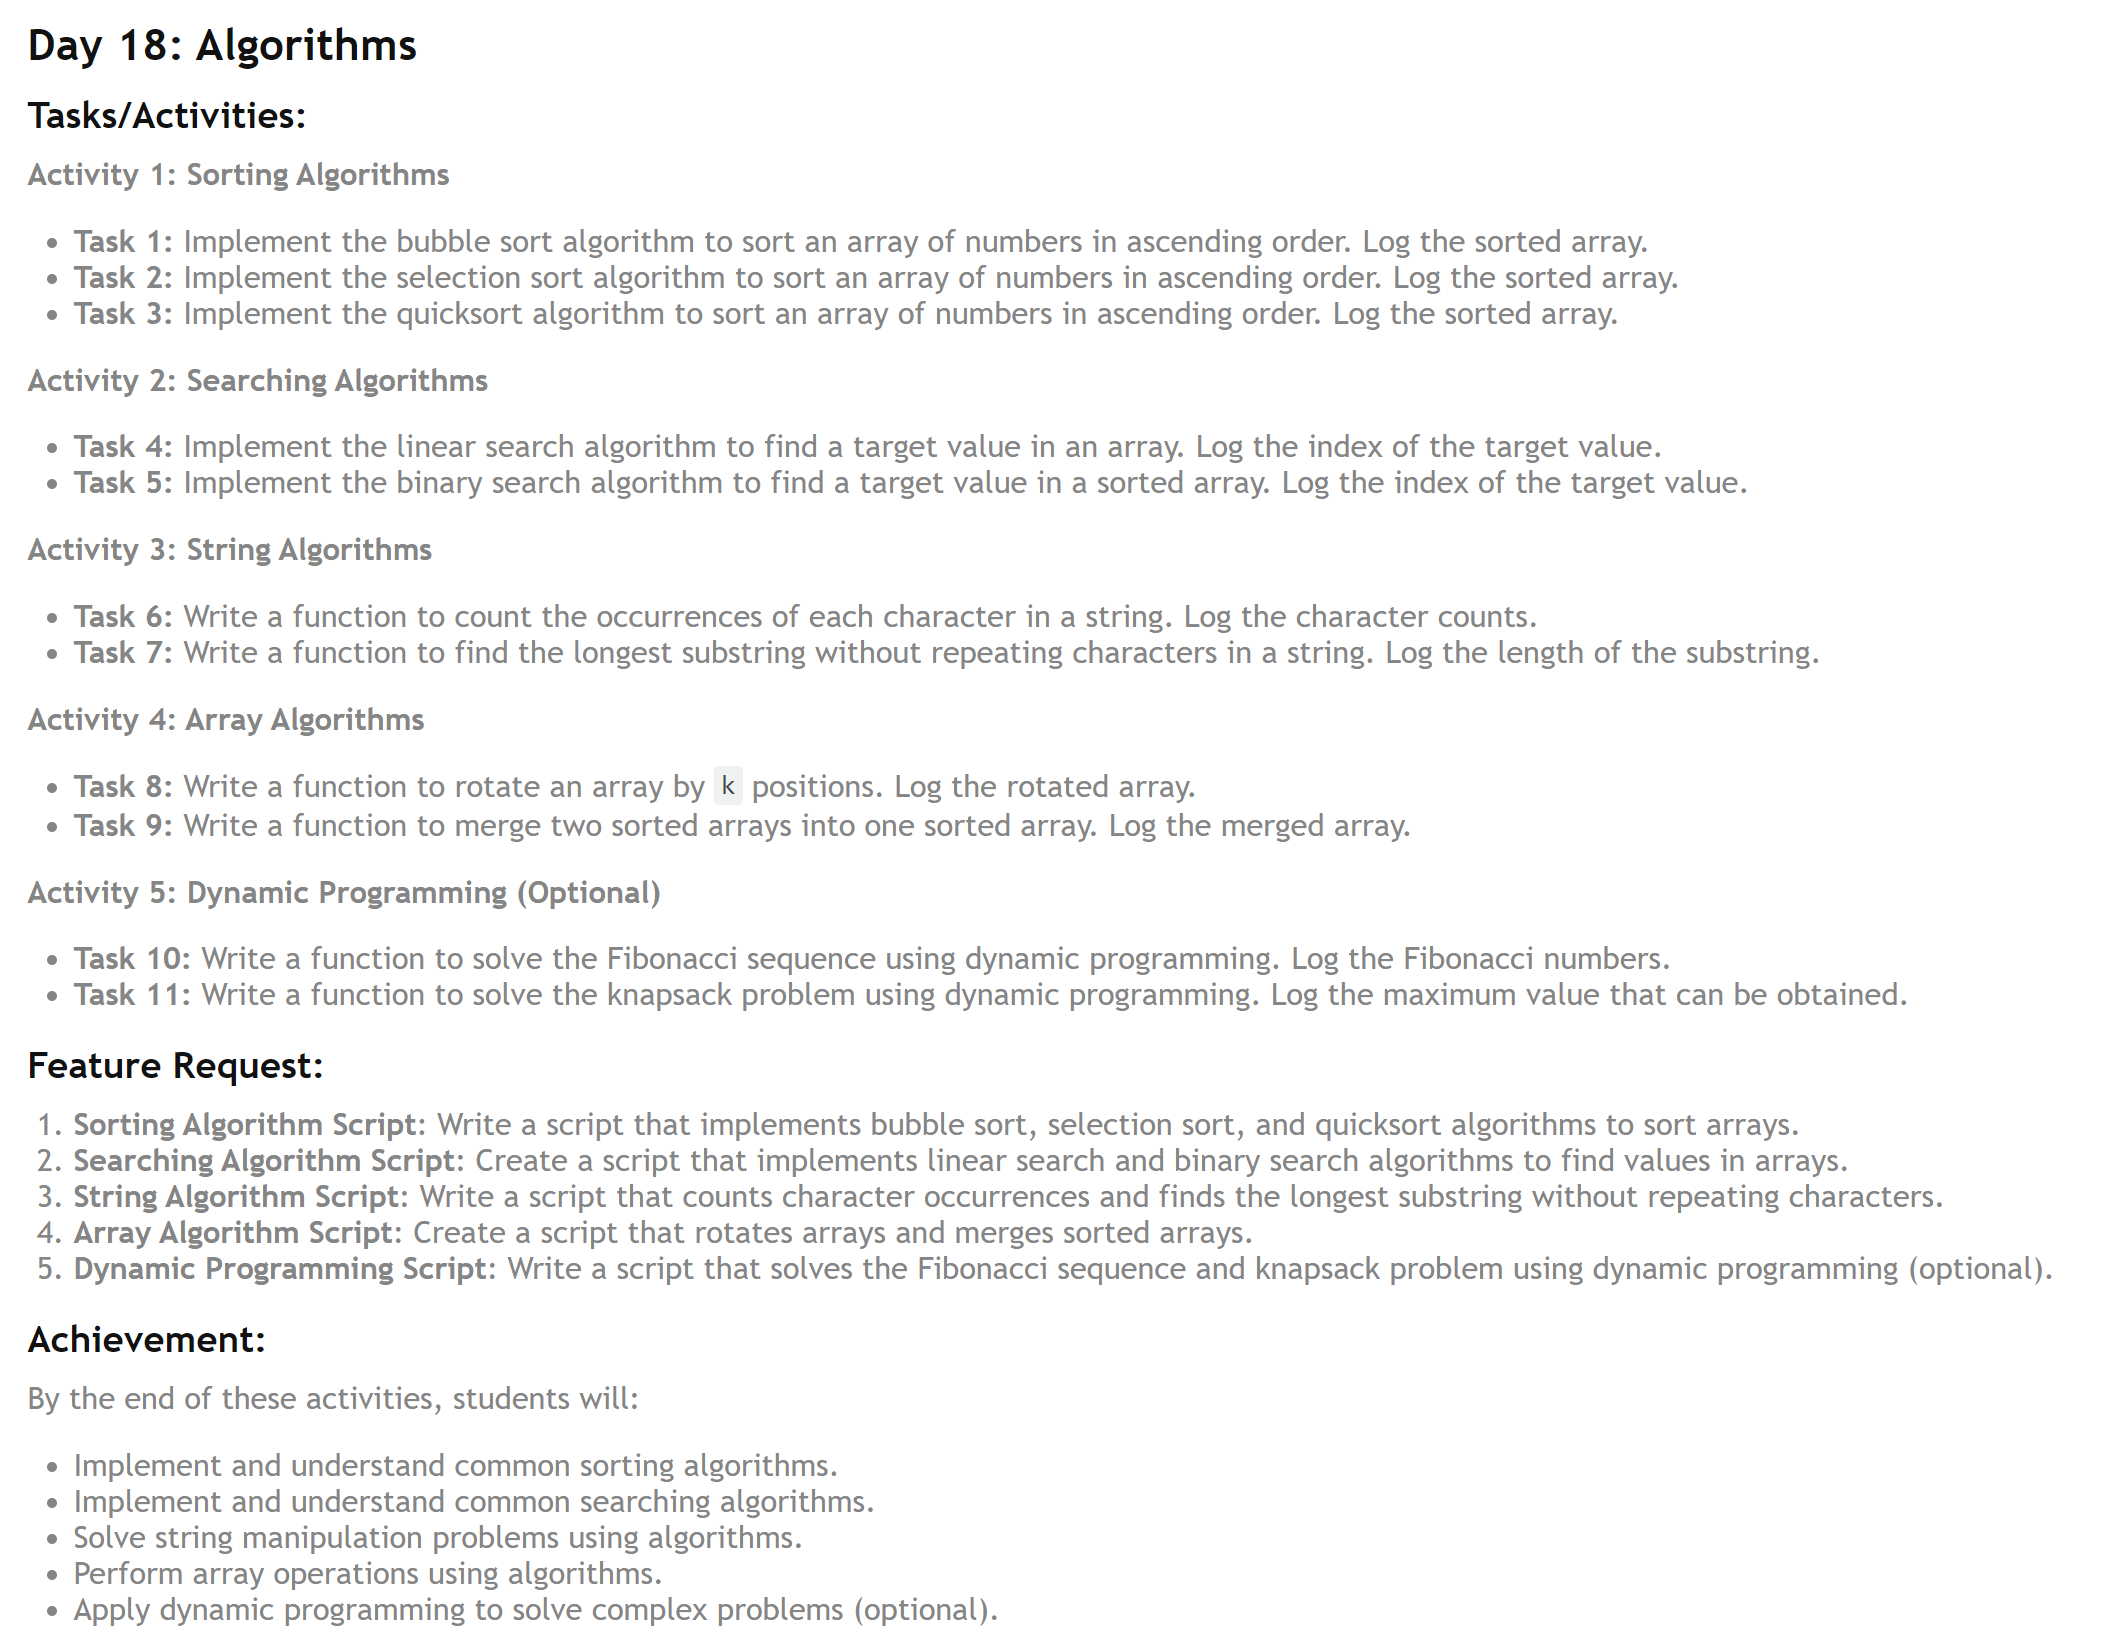 Day 18: Algorithms
Tasks/Activities:
Activity 1: Sorting Algorithms
• Task 1: Implement the bubble sort algorithm to sort an array of numbers in ascending order. Log the sorted array.
• Task 2: Implement the selection sort algorithm to sort an array of numbers in ascending order. Log the sorted array.
• Task 3: Implement the quicksort algorithm to sort an array of numbers in ascending order. Log the sorted array.
Activity 2: Searching Algorithms
• Task 4: Implement the linear search algorithm to find a target value in an array. Log the index of the target value.
• Task 5: Implement the binary search algorithm to find a target value in a sorted array. Log the index of the target value.
Activity 3: String Algorithms
• Task 6: Write a function to count the occurrences of each character in a string. Log the character counts.
• Task 7: Write a function to find the longest substring without repeating characters in a string. Log the length of the substring.
Activity 4: Array Algorithms
• Task 8: Write a function to rotate an array by k positions. Log the rotated array.
• Task 9: Write a function to merge two sorted arrays into one sorted array. Log the merged array.
Activity 5: Dynamic Programming (Optional)
• Task 10: Write a function to solve the Fibonacci sequence using dynamic programming. Log the Fibonacci numbers.
• Task 11: Write a function to solve the knapsack problem using dynamic programming. Log the maximum value that can be obtained.
Feature Request:
1. Sorting Algorithm Script: Write a script that implements bubble sort, selection sort, and quicksort algorithms to sort arrays.
2. Searching Algorithm Script: Create a script that implements linear search and binary search algorithms to find values in arrays.
3. String Algorithm Script: Write a script that counts character occurrences and finds the longest substring without repeating characters.
4. Array Algorithm Script: Create a script that rotates arrays and merges sorted arrays.
5. Dynamic Programming Script: Write a script that solves the Fibonacci sequence and knapsack problem using dynamic programming (optional).
Achievement:
By the end of these activities, students will:
• Implement and understand common sorting algorithms.
• Implement and understand common searching algorithms.
• Solve string manipulation problems using algorithms.
• Perform array operations using algorithms.
• Apply dynamic programming to solve complex problems (optional).